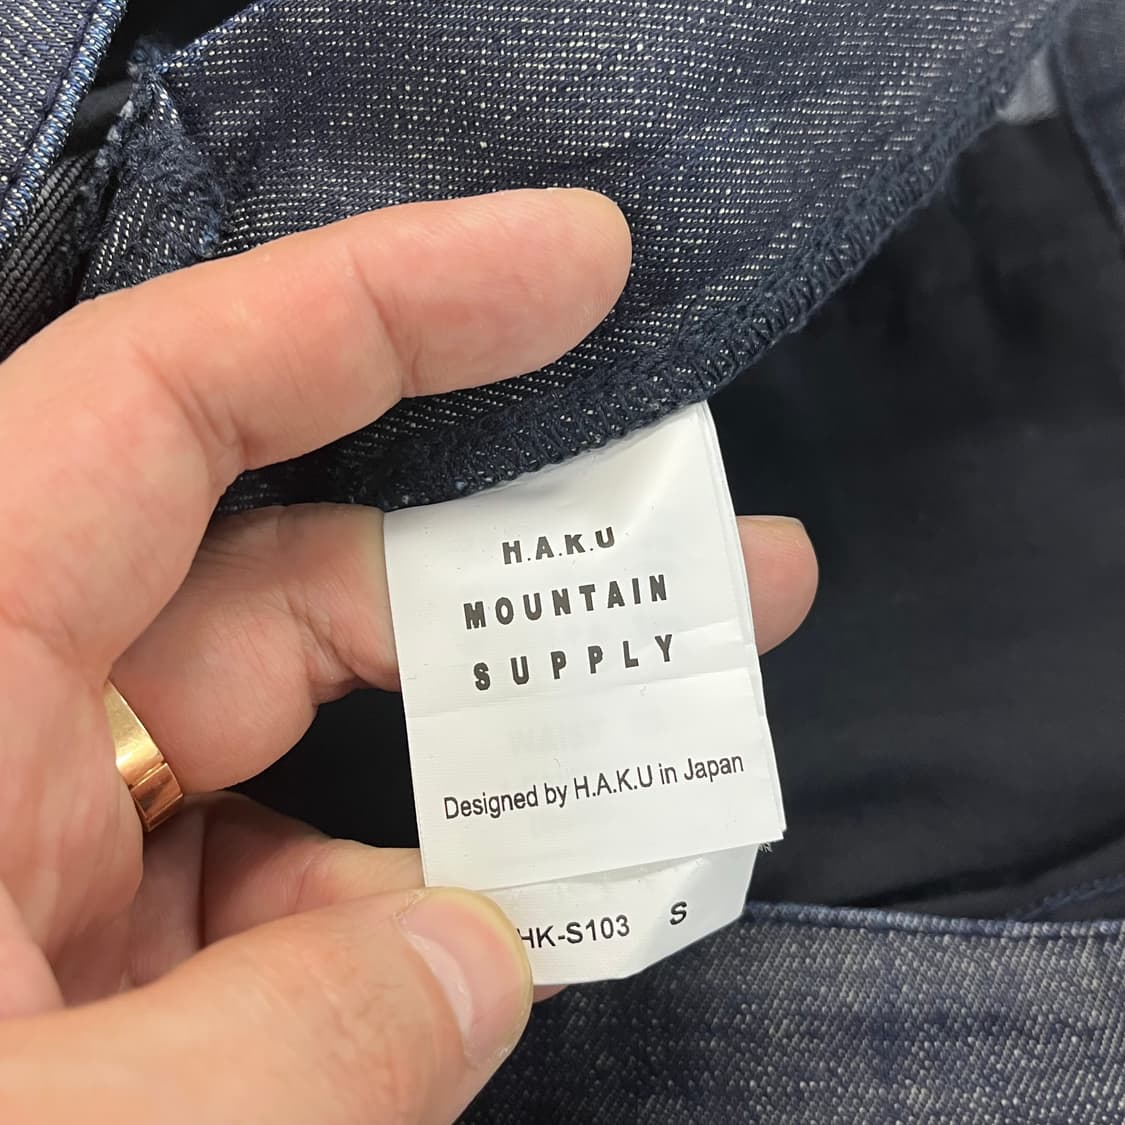 H.A.K.U
MOUNTAIN
SUPPLY
Designed by H.A.K.U in Japan
HK-S103 S